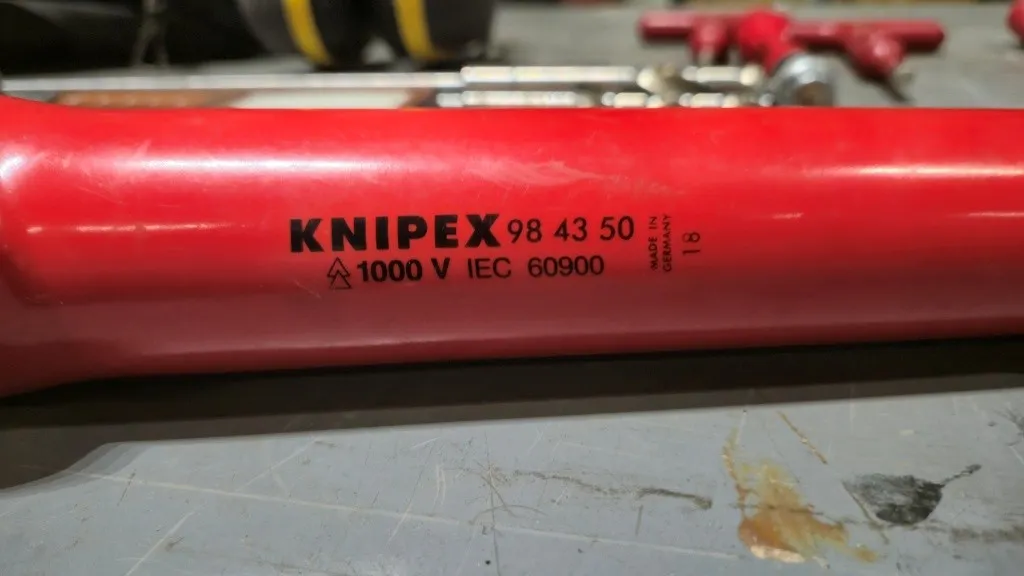 KNIPEX 98 43 50
1000 V IEC 60900
MADE IN
GERMANY
18